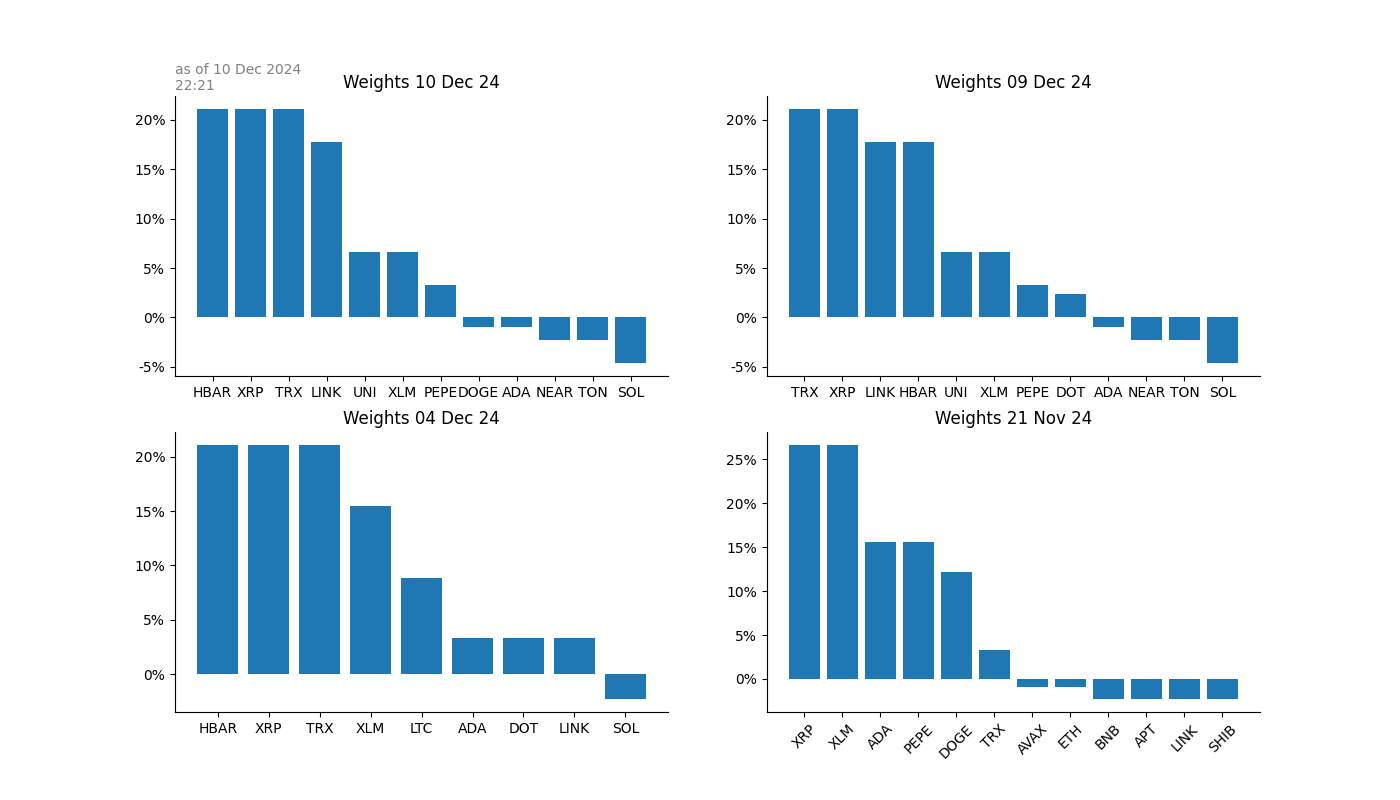 as of 10 Dec 2024
22:21
Weights 10 Dec 24
20%
15%
10%
5%
0%
-5%
HBAR XRP TRX LINK UNI XLM PEPE DOGE ADA NEAR TON SOL
Weights 09 Dec 24
20%
15%
10%
5%
0%
-5%
TRX XRP LINK HBAR UNI XLM PEPE DOT ADA NEAR TON SOL
Weights 04 Dec 24
20%
15%
10%
5%
0%
HBAR XRP TRX XLM LTC ADA DOT LINK SOL
Weights 21 Nov 24
25%
20%
15%
10%
5%
0%
XRP XLM ADA PEPE DOGE TRX AVAX ETH BNB APT LINK SHIB